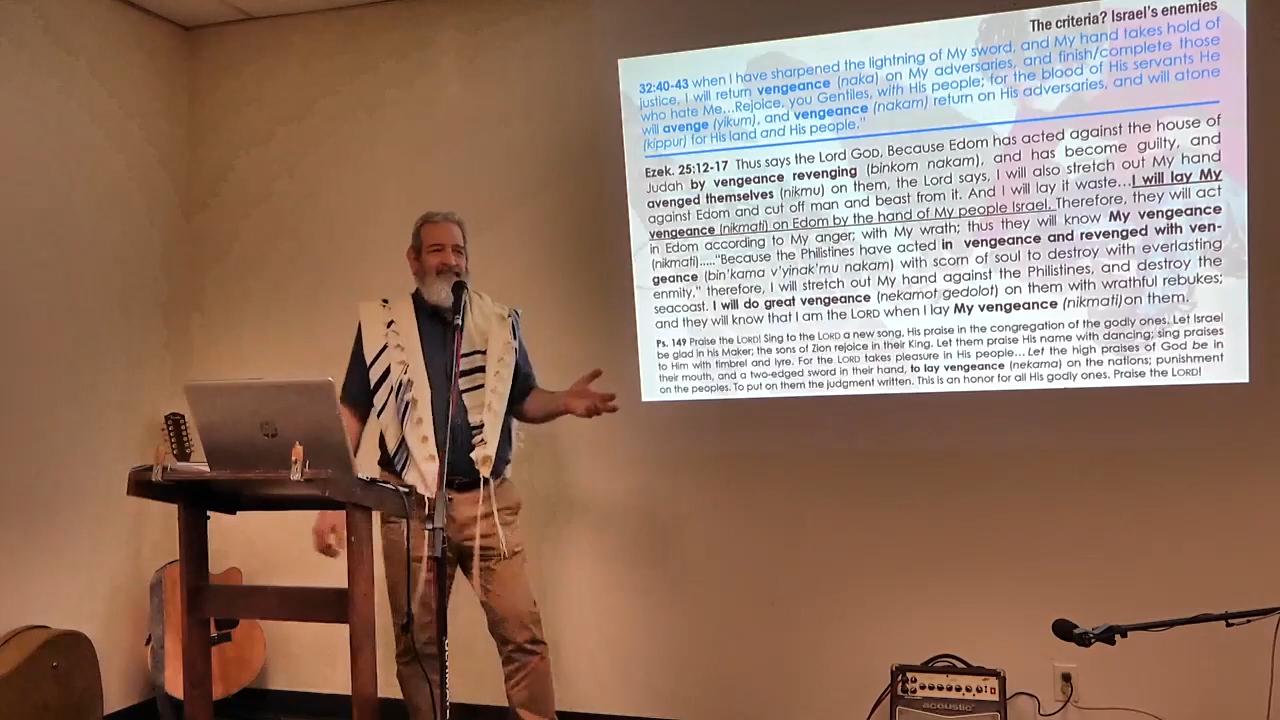 The criteria? Israel's enemies
32:40-43 when I have sharpened the lightning of My sword, and My hand takes hold of
justice, I will return vengeance (naka) on My adversaries, and finish/complete those
who hate Me...Rejoice, you Gentiles, with His people; for the blood of His servants He
will avenge (yikum), and vengeance (nakam) return on His adversaries, and will atone
(kippur) for His land and His people."
Ezek. 25:12-17 Thus says the Lord GOD, Because Edom has acted against the house of
Judah by vengeance revenging (binkom nakam), and has become guilty, and
avenged themselves (nikmu) on them, the Lord says, I will also stretch out My hand
against Edom and cut off man and beast from it. And I will lay it waste...I will lay My
vengeance (nikmati) on Edom by the hand of My people Israel. Therefore, they will act
in Edom according to My anger; with My wrath; thus they will know My vengeance
(nikmati)....."Because the Philistines have acted in vengeance and revenged with ven-
geance (bin'kama v'yinak'mu nakam) with scorn of soul to destroy with everlasting
enmity," therefore, I will stretch out My hand against the Philistines, and destroy the
seacoast. I will do great vengeance (nekamot gedolot) on them with wrathful rebukes;
and they will know that I am the LORD when I lay My vengeance (nikmati) on them.
Ps. 149 Praise the LORD! Sing to the LORD a new song, His praise in the congregation of the godly ones. Let Israel
be glad in his Maker; the sons of Zion rejoice in their King. Let them praise His name with dancing; sing praises
to Him with timbrel and lyre. For the LORD takes pleasure in His people... Let the high praises of God be in
their mouth, and a two-edged sword in their hand, to lay vengeance (nekama) on the nations; punishment
on the peoples. To put on them the judgment written. This is an honor for all His godly ones. Praise the LORD!
hp
acoustic